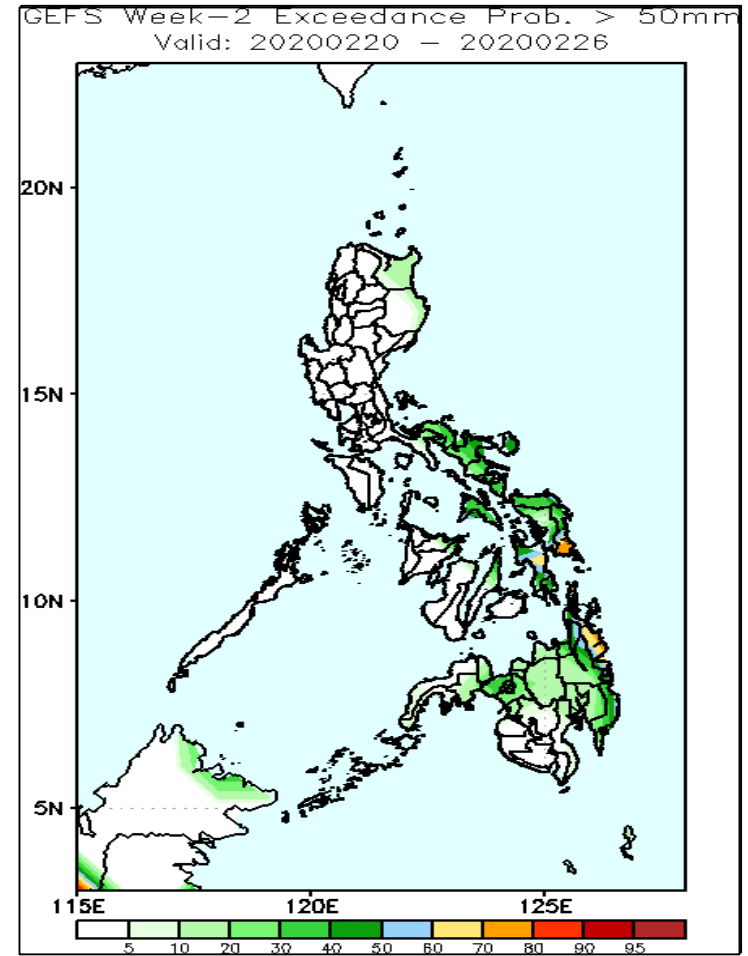 GEFS Week-2 Exceedance Prob. > 50mm
Valid: 20200220 - 20200226
20N
15N
10N
5N
115E 120E 125E
5 10 20 30 40 50 60 70 80 90 95